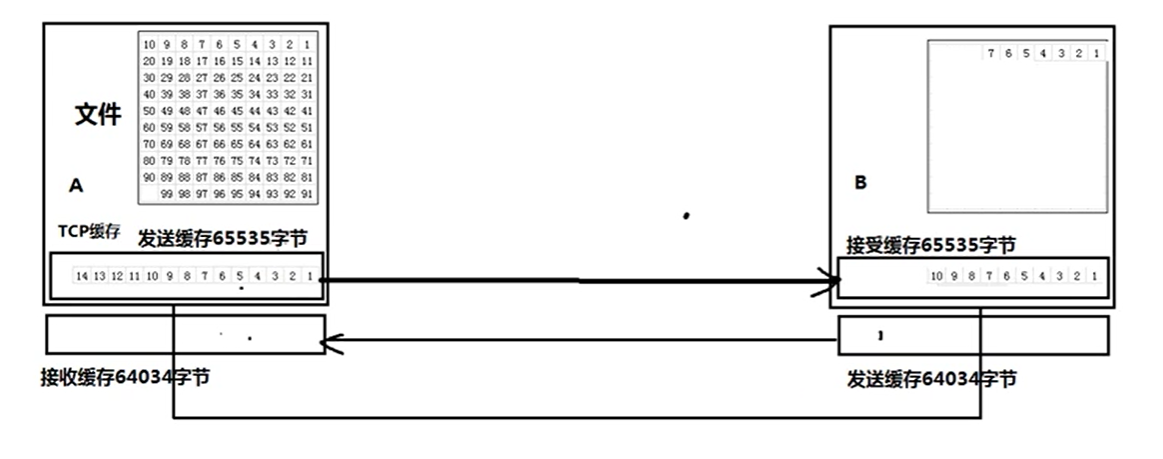 10 9 8 7 6 5 4 3 2 1
20 19 18 17 16 15 14 13 12 11
30 29 28 27 26 25 24 23 22 21
40 39 38 37 36 35 34 33 32 31
50 49 48 47 46 45 44 43 42 41
60 59 58 57 56 55 54 53 52 51
70 69 68 67 66 65 64 63 62 61
80 79 78 77 76 75 74 73 72 71
90 89 88 87 86 85 84 83 82 81
99 98 97 96 95 94 93 92 91
文件
A
TCP缓存
发送缓存65535字节
14 13 12 11 10 9 8 7 6 5 4 3 2 1
接收缓存64034字节
7 6 5 4 3 2 1
B
接受缓存65535字节
10 9 8 7 6 5 4 3 2 1
发送缓存64034字节